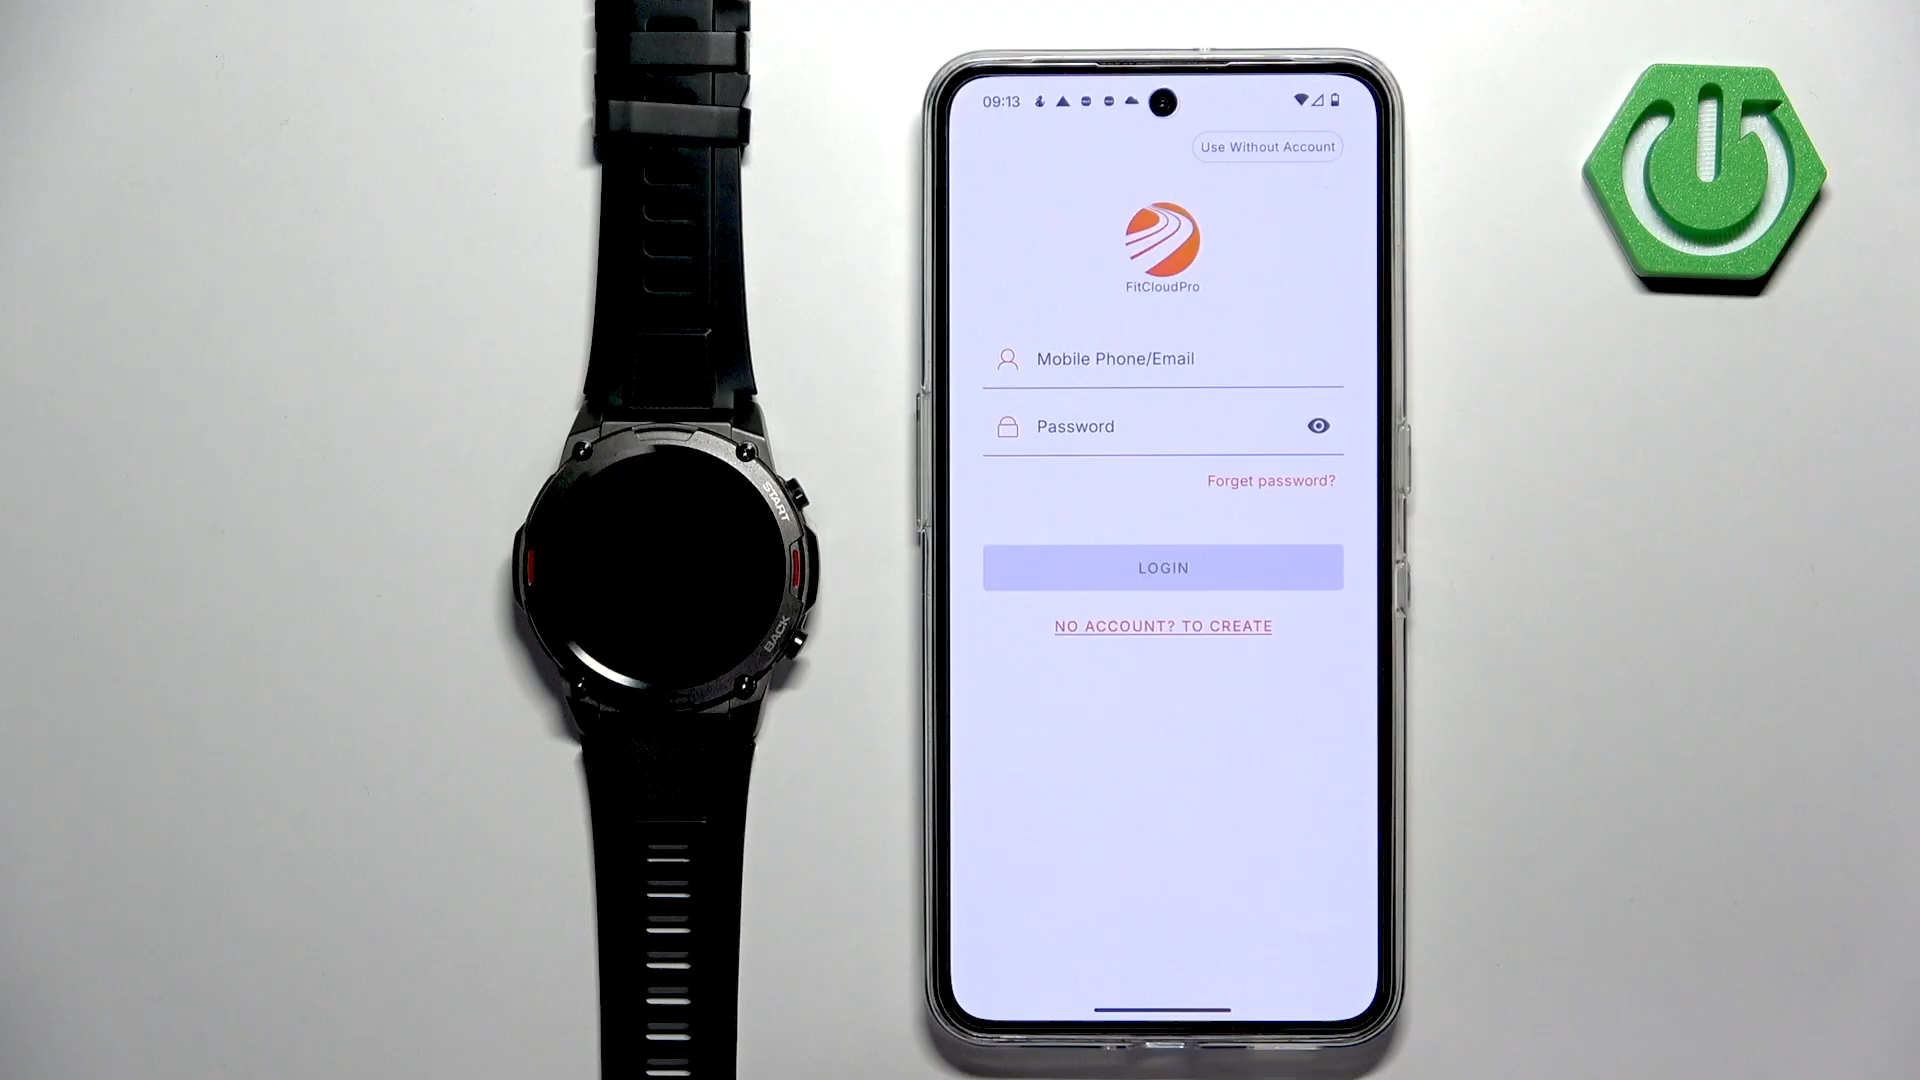 START
BACK
09:13
Use Without Account
FitCloudPro
Mobile Phone/Email
Password
Forget password?
LOGIN
NO ACCOUNT? TO CREATE